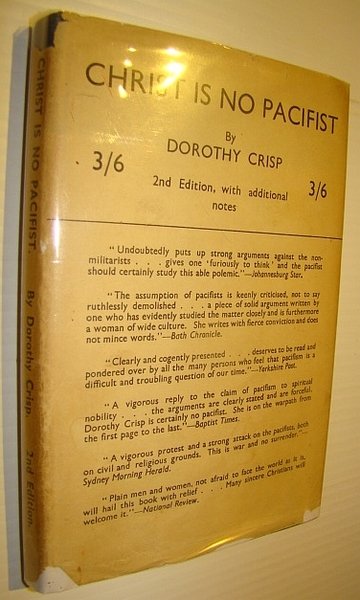 CHRIST IS NO PACIFIST
By
DOROTHY CRISP
3/6
3/6
2nd Edition, with additional
notes
"Undoubtedly puts up strong arguments against the non-
militarists . . . gives one 'furiously to think' and the pacifist
should certainly study this able polemic."—Johannesburg Star.
"The assumption of pacifists is keenly criticised, not to say
ruthlessly demolished . . . a piece of solid argument written by
one who has evidently studied the matter closely and is furthermore
a woman of wide culture. She writes with fierce conviction and does
not mince words."—Bath Chronicle.
"Clearly and cogently presented . . . deserves to be read and
pondered over by all the many persons who feel that pacifism is a
difficult and troubling question of our time."—Yorkshire Post.
"A vigorous reply to the claim of pacifism to spiritual
nobility . . . the arguments are clearly stated and are forceful.
Dorothy Crisp is certainly no pacifist. She is on the warpath from
the first page to the last."—Baptist Times.
"A vigorous protest and a strong attack on the pacifists, both
on civil and religious grounds. This is war and no surrender."—
Sydney Morning Herald.
"Plain men and women, not afraid to face the world as it is,
will hail this book with relief . . . Many sincere Christians will
welcome it."—National Review.
CHRIST IS NO PACIFIST. By Dorothy Crisp. 2nd Edition.